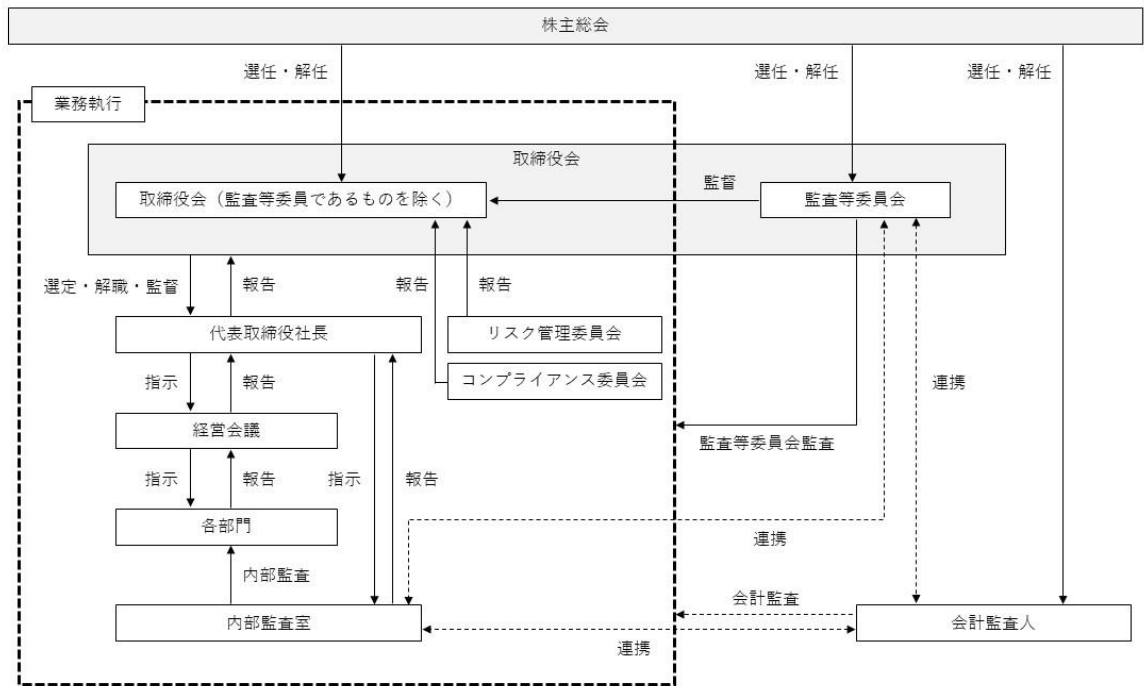 株主総会
選任・解任
選任・解任
選任・解任
業務執行
取締役会
取締役会（監査等委員であるものを除く）
監督
監査等委員会
選定・解職・監督
報告
報告
報告
代表取締役社長
リスク管理委員会
コンプライアンス委員会
指示
報告
連携
経営会議
監査等委員会監査
指示
報告
指示
報告
各部門
連携
内部監査
会計監査
内部監査室
会計監査人
連携